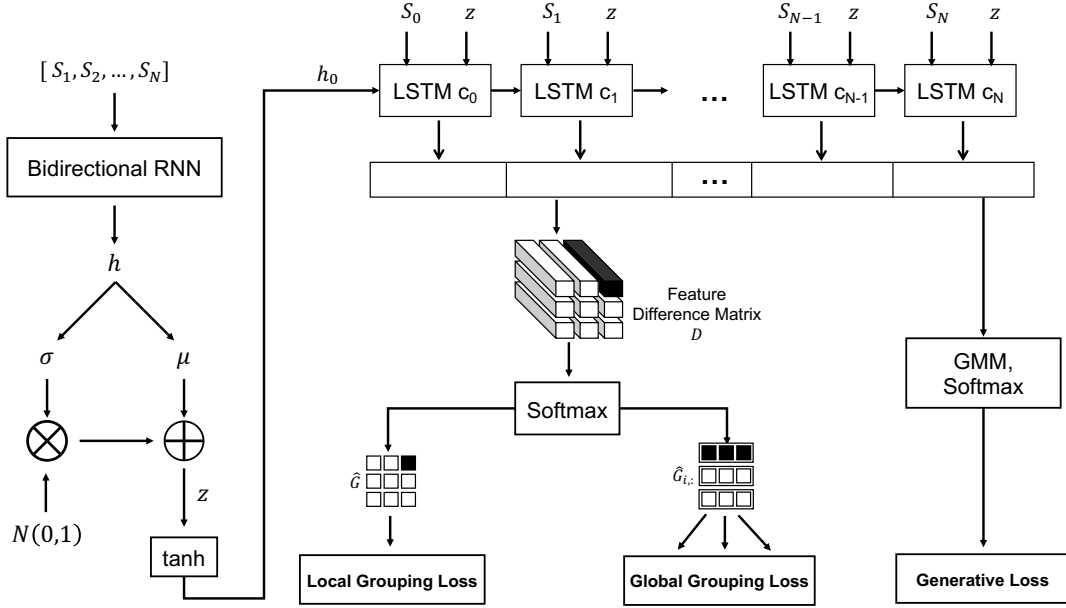 S_0 z S_1 z S_{N−1} z S_N z
[S_1, S_2, …, S_N]
h_0
LSTM c_0
LSTM c_1
...
LSTM c_{N-1}
LSTM c_N
Bidirectional RNN
...
h
Feature
Difference Matrix
D
σ μ
GMM,
Softmax
Softmax
z
Ĝ
Ĝ_{i,:}
N(0,1)
tanh
Local Grouping Loss
Global Grouping Loss
Generative Loss